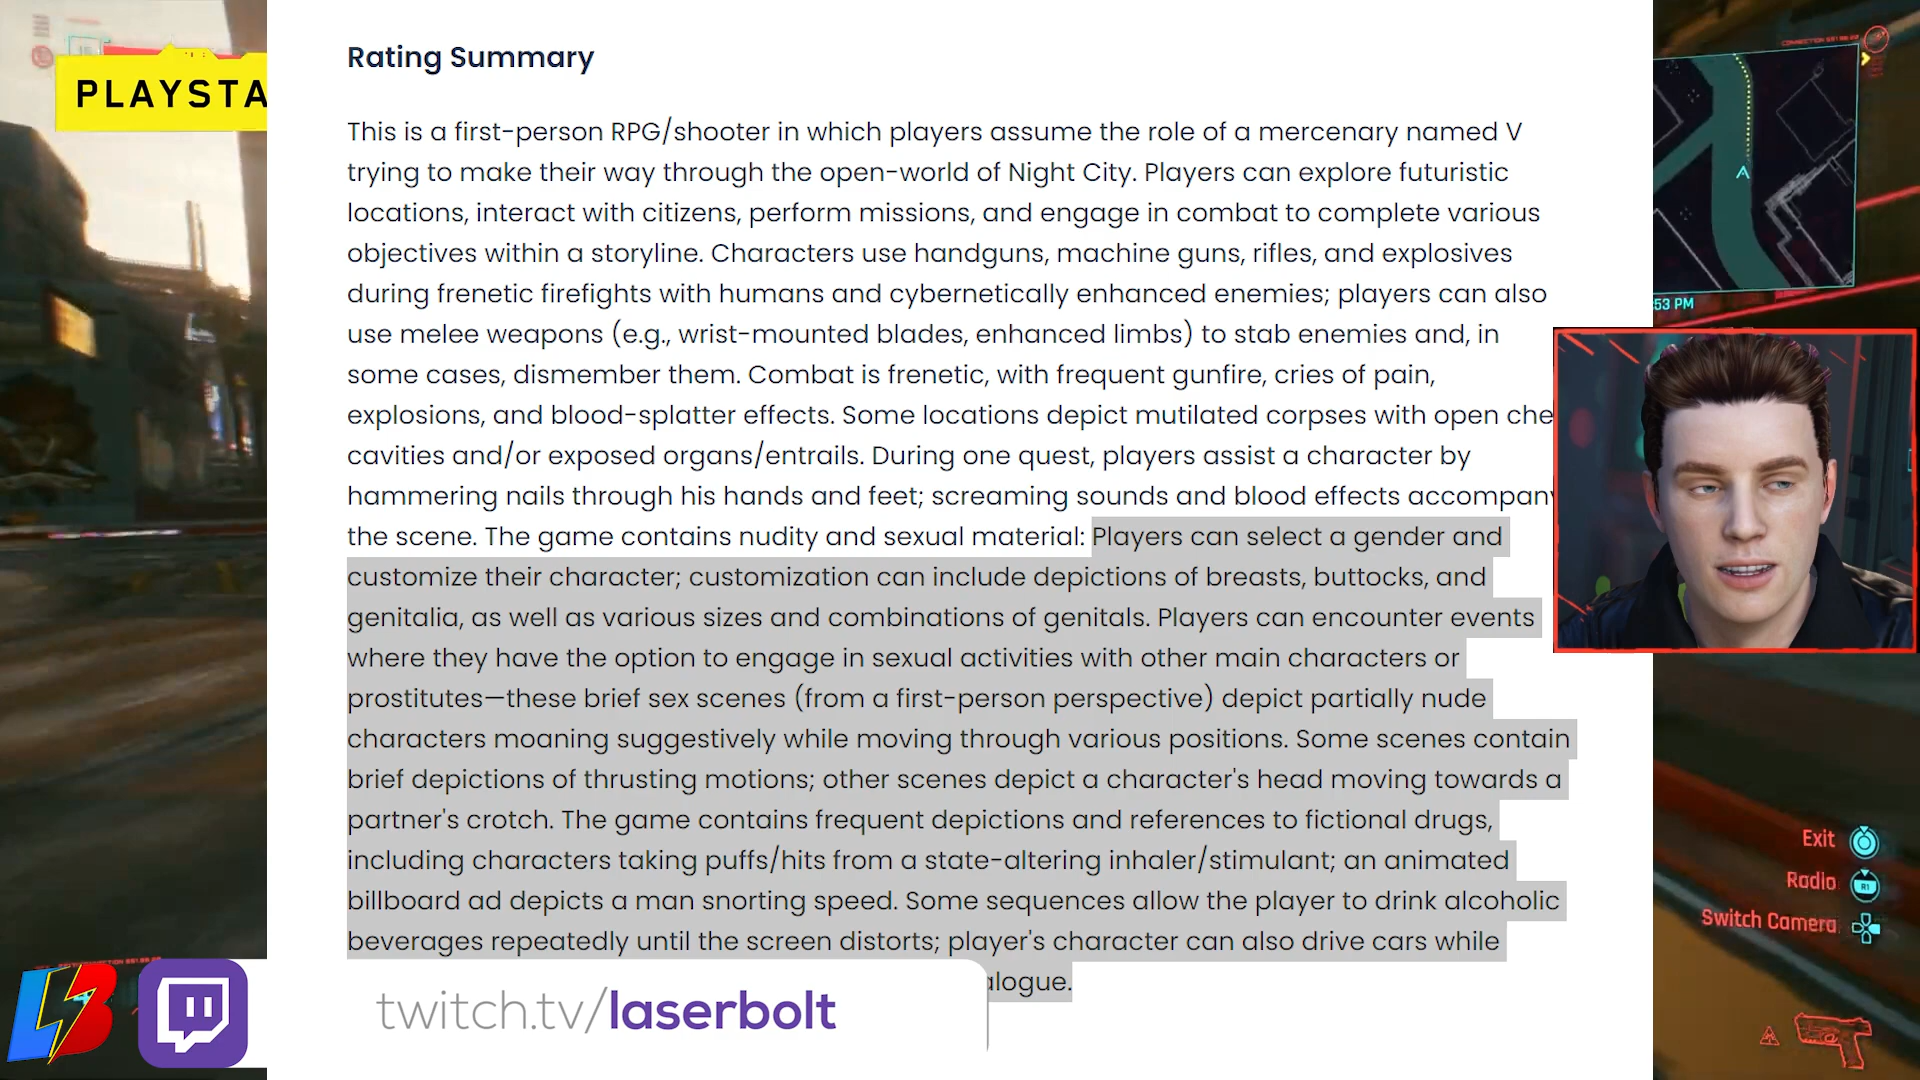 PLAYSTA
Rating Summary
This is a first-person RPG/shooter in which players assume the role of a mercenary named V
trying to make their way through the open-world of Night City. Players can explore futuristic
locations, interact with citizens, perform missions, and engage in combat to complete various
objectives within a storyline. Characters use handguns, machine guns, rifles, and explosives
during frenetic firefights with humans and cybernetically enhanced enemies; players can also
use melee weapons (e.g., wrist-mounted blades, enhanced limbs) to stab enemies and, in
some cases, dismember them. Combat is frenetic, with frequent gunfire, cries of pain,
explosions, and blood-splatter effects. Some locations depict mutilated corpses with open che
cavities and/or exposed organs/entrails. During one quest, players assist a character by
hammering nails through his hands and feet; screaming sounds and blood effects accompany
the scene. The game contains nudity and sexual material: Players can select a gender and
customize their character; customization can include depictions of breasts, buttocks, and
genitalia, as well as various sizes and combinations of genitals. Players can encounter events
where they have the option to engage in sexual activities with other main characters or
prostitutes—these brief sex scenes (from a first-person perspective) depict partially nude
characters moaning suggestively while moving through various positions. Some scenes contain
brief depictions of thrusting motions; other scenes depict a character's head moving towards a
partner's crotch. The game contains frequent depictions and references to fictional drugs,
including characters taking puffs/hits from a state-altering inhaler/stimulant; an animated
billboard ad depicts a man snorting speed. Some sequences allow the player to drink alcoholic
beverages repeatedly until the screen distorts; player's character can also drive cars while
alogue.
twitch.tv/laserbolt
53 PM
Exit
Radio
R1
Switch Camera